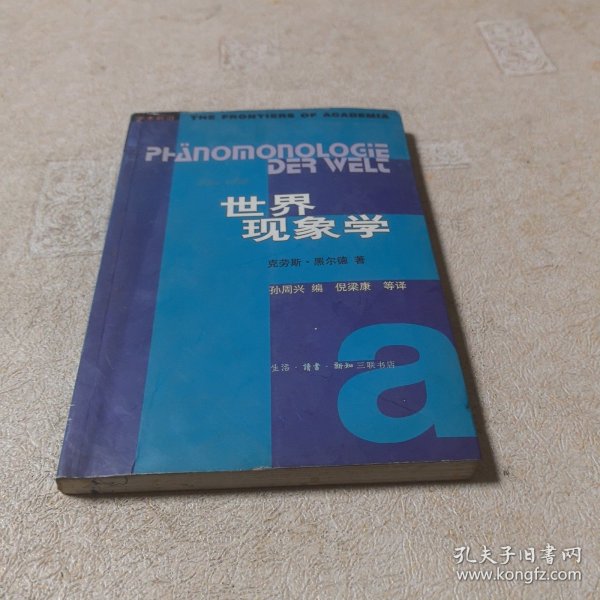 THE FRONTIERS OF ACADEMIA
PHÄNOMONOLOGIE
DER WELT
世界
现象学
克劳斯·黑尔德 著
孙周兴 编 倪梁康 等译
生活·讀書·新知三联书店
a
孔夫子旧书网
www.kongfz.com